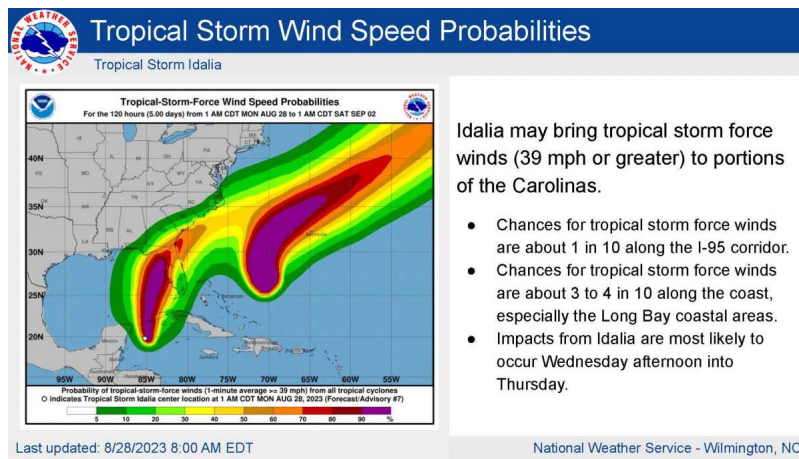 NATIONAL WEATHER SERVICE
Tropical Storm Wind Speed Probabilities
Tropical Storm Idalia
Tropical-Storm-Force Wind Speed Probabilities
For the 120 hours (5.00 days) from 1 AM CDT MON AUG 28 to 1 AM CDT SAT SEP 02
40N
35N
30N
25N
20N
95W 90W 85W 80W 75W 70W 65W 60W 55W
Probability of tropical-storm-force winds (1-minute average >= 39 mph) from all tropical cyclones
O indicates Tropical Storm Idalia center location at 1 AM CDT MON AUG 28, 2023 (Forecast/Advisory #7)
5 10 20 30 40 50 60 70 80 90 %
Idalia may bring tropical storm force
winds (39 mph or greater) to portions
of the Carolinas.
● Chances for tropical storm force winds
are about 1 in 10 along the I-95 corridor.
● Chances for tropical storm force winds
are about 3 to 4 in 10 along the coast,
especially the Long Bay coastal areas.
● Impacts from Idalia are most likely to
occur Wednesday afternoon into
Thursday.
Last updated: 8/28/2023 8:00 AM EDT
National Weather Service - Wilmington, NC